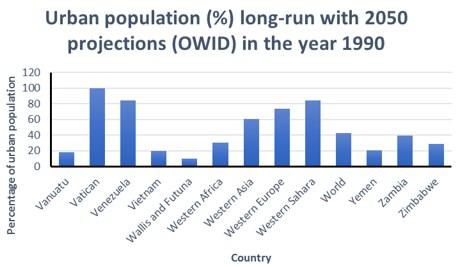 Urban population (%) long-run with 2050
projections (OWID) in the year 1990
Percentage of urban population
120
100
80
60
40
20
0
Vanuatu
Vatican
Venezuela
Vietnam
Wallis and Futuna
Western Africa
Western Asia
Western Europe
Western Sahara
World
Yemen
Zambia
Zimbabwe
Country